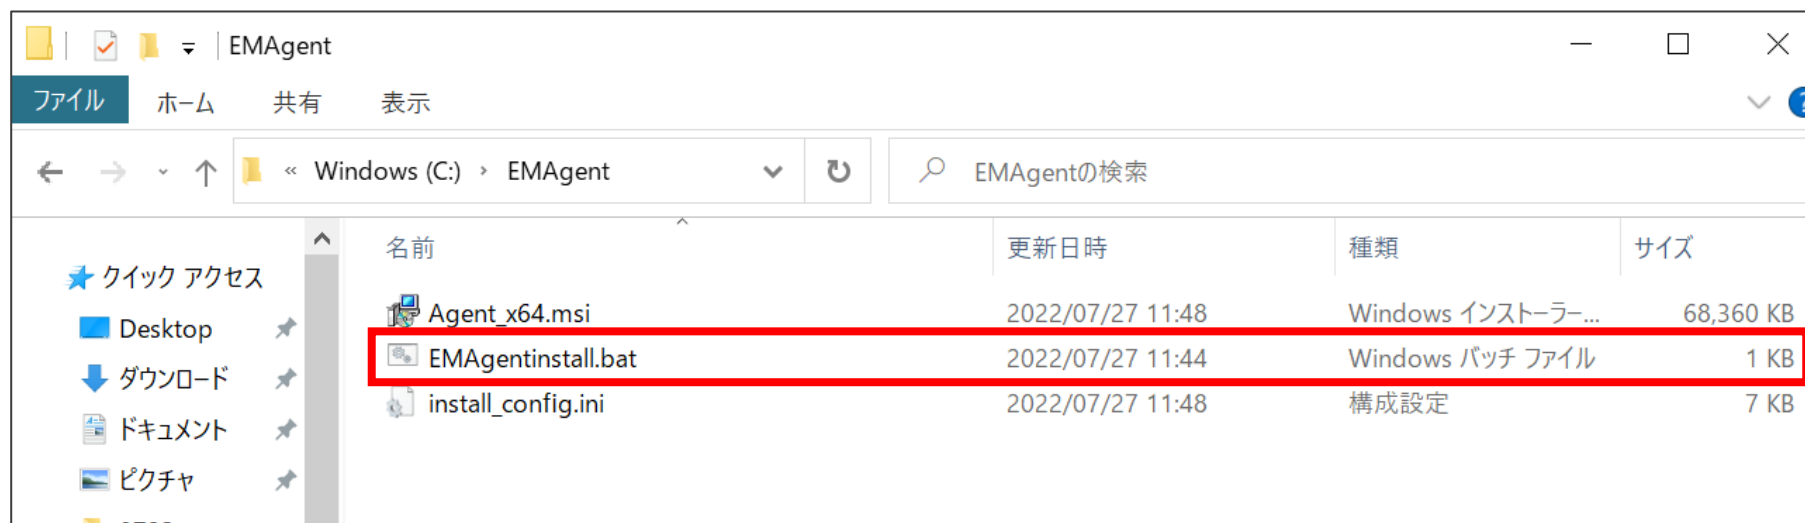 EMAgent
ファイル ホーム 共有 表示
« Windows (C:) › EMAgent EMAgentの検索
名前 更新日時 種類 サイズ
クイック アクセス
Desktop
ダウンロード
ドキュメント
ピクチャ
Agent_x64.msi 2022/07/27 11:48 Windows インストーラー... 68,360 KB
EMAgentinstall.bat 2022/07/27 11:44 Windows バッチ ファイル 1 KB
install_config.ini 2022/07/27 11:48 構成設定 7 KB